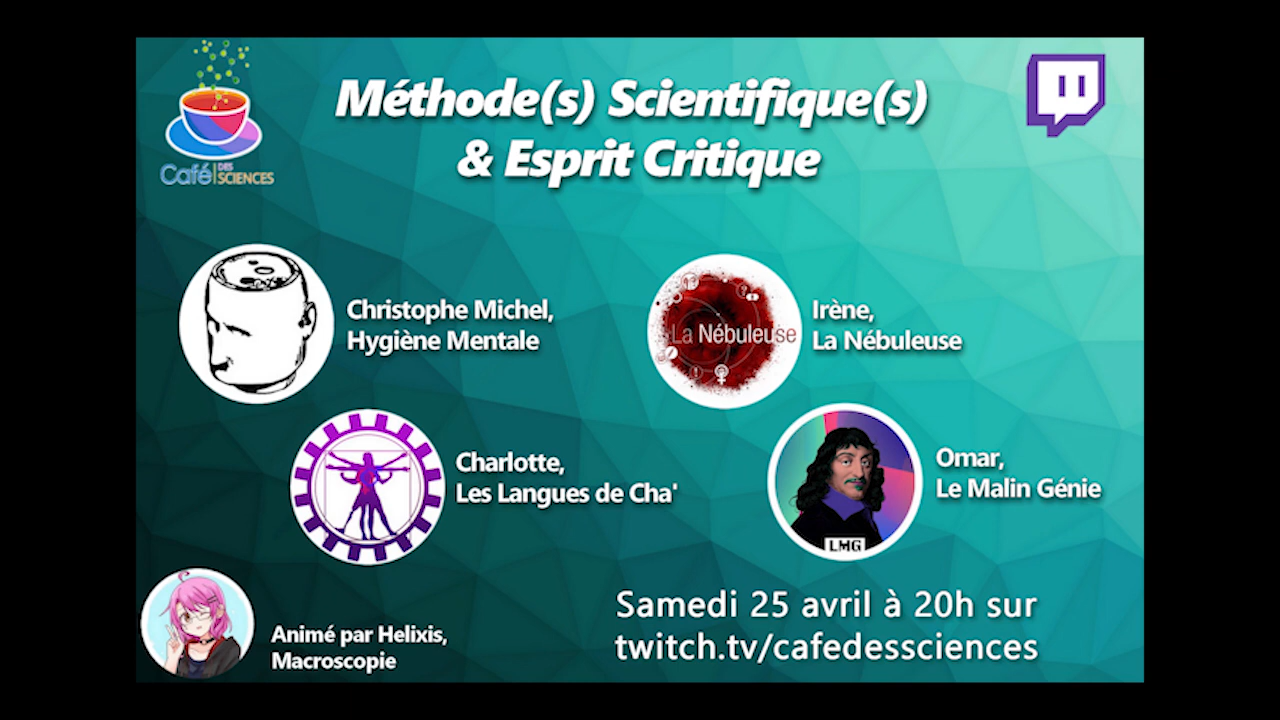 Méthode(s) Scientifique(s)
& Esprit Critique
Café DES SCIENCES
Christophe Michel,
Hygiène Mentale
La Nébuleuse
Irène,
La Nébuleuse
Charlotte,
Les Langues de Cha'
LMG
Omar,
Le Malin Génie
Animé par Helixis,
Macroscopie
Samedi 25 avril à 20h sur
twitch.tv/cafedessciences